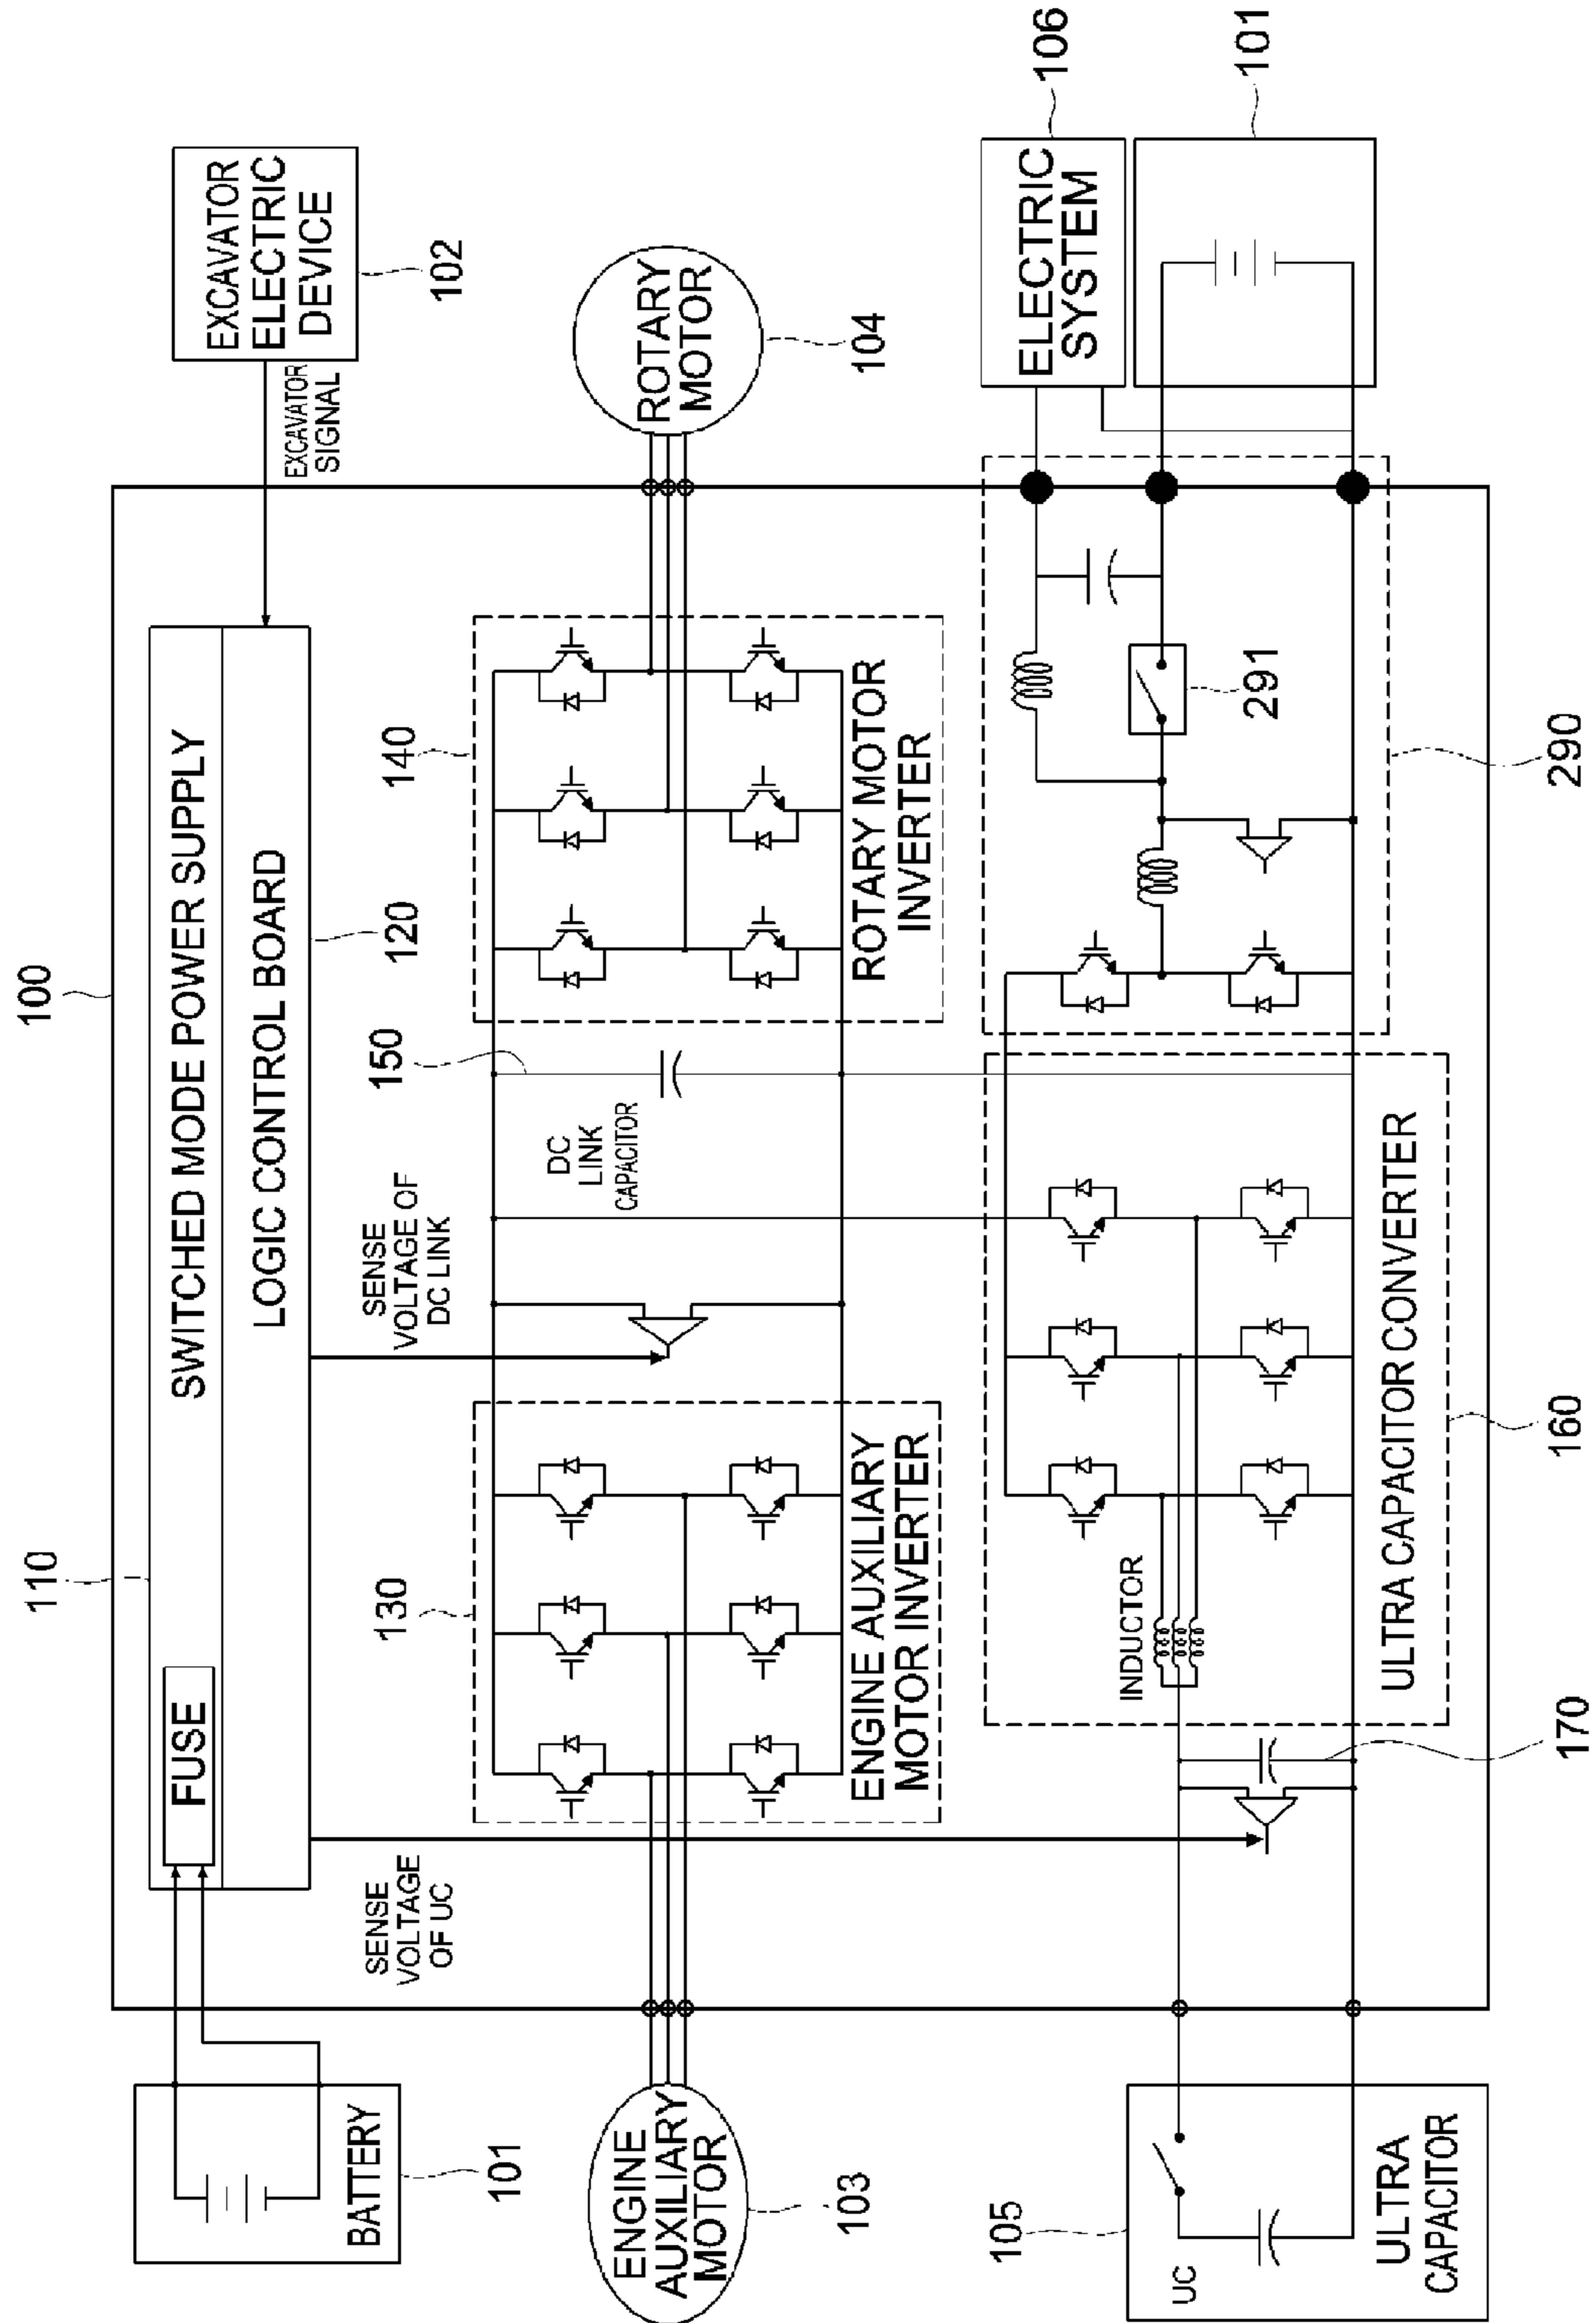 100
110
FUSE
SWITCHED MODE POWER SUPPLY
LOGIC CONTROL BOARD
120
BATTERY
101
EXCAVATOR
ELECTRIC
DEVICE
102
EXCAVATOR
SIGNAL
SENSE
VOLTAGE
OF UC
SENSE
VOLTAGE OF
DC LINK
130
150
140
DC
LINK
CAPACITOR
ENGINE
AUXILIARY
MOTOR
103
ENGINE AUXILIARY
MOTOR INVERTER
ROTARY MOTOR
INVERTER
ROTARY
MOTOR
104
105
UC
ULTRA
CAPACITOR
INDUCTOR
ULTRA CAPACITOR CONVERTER
170
160
291
290
ELECTRIC
SYSTEM
106
101